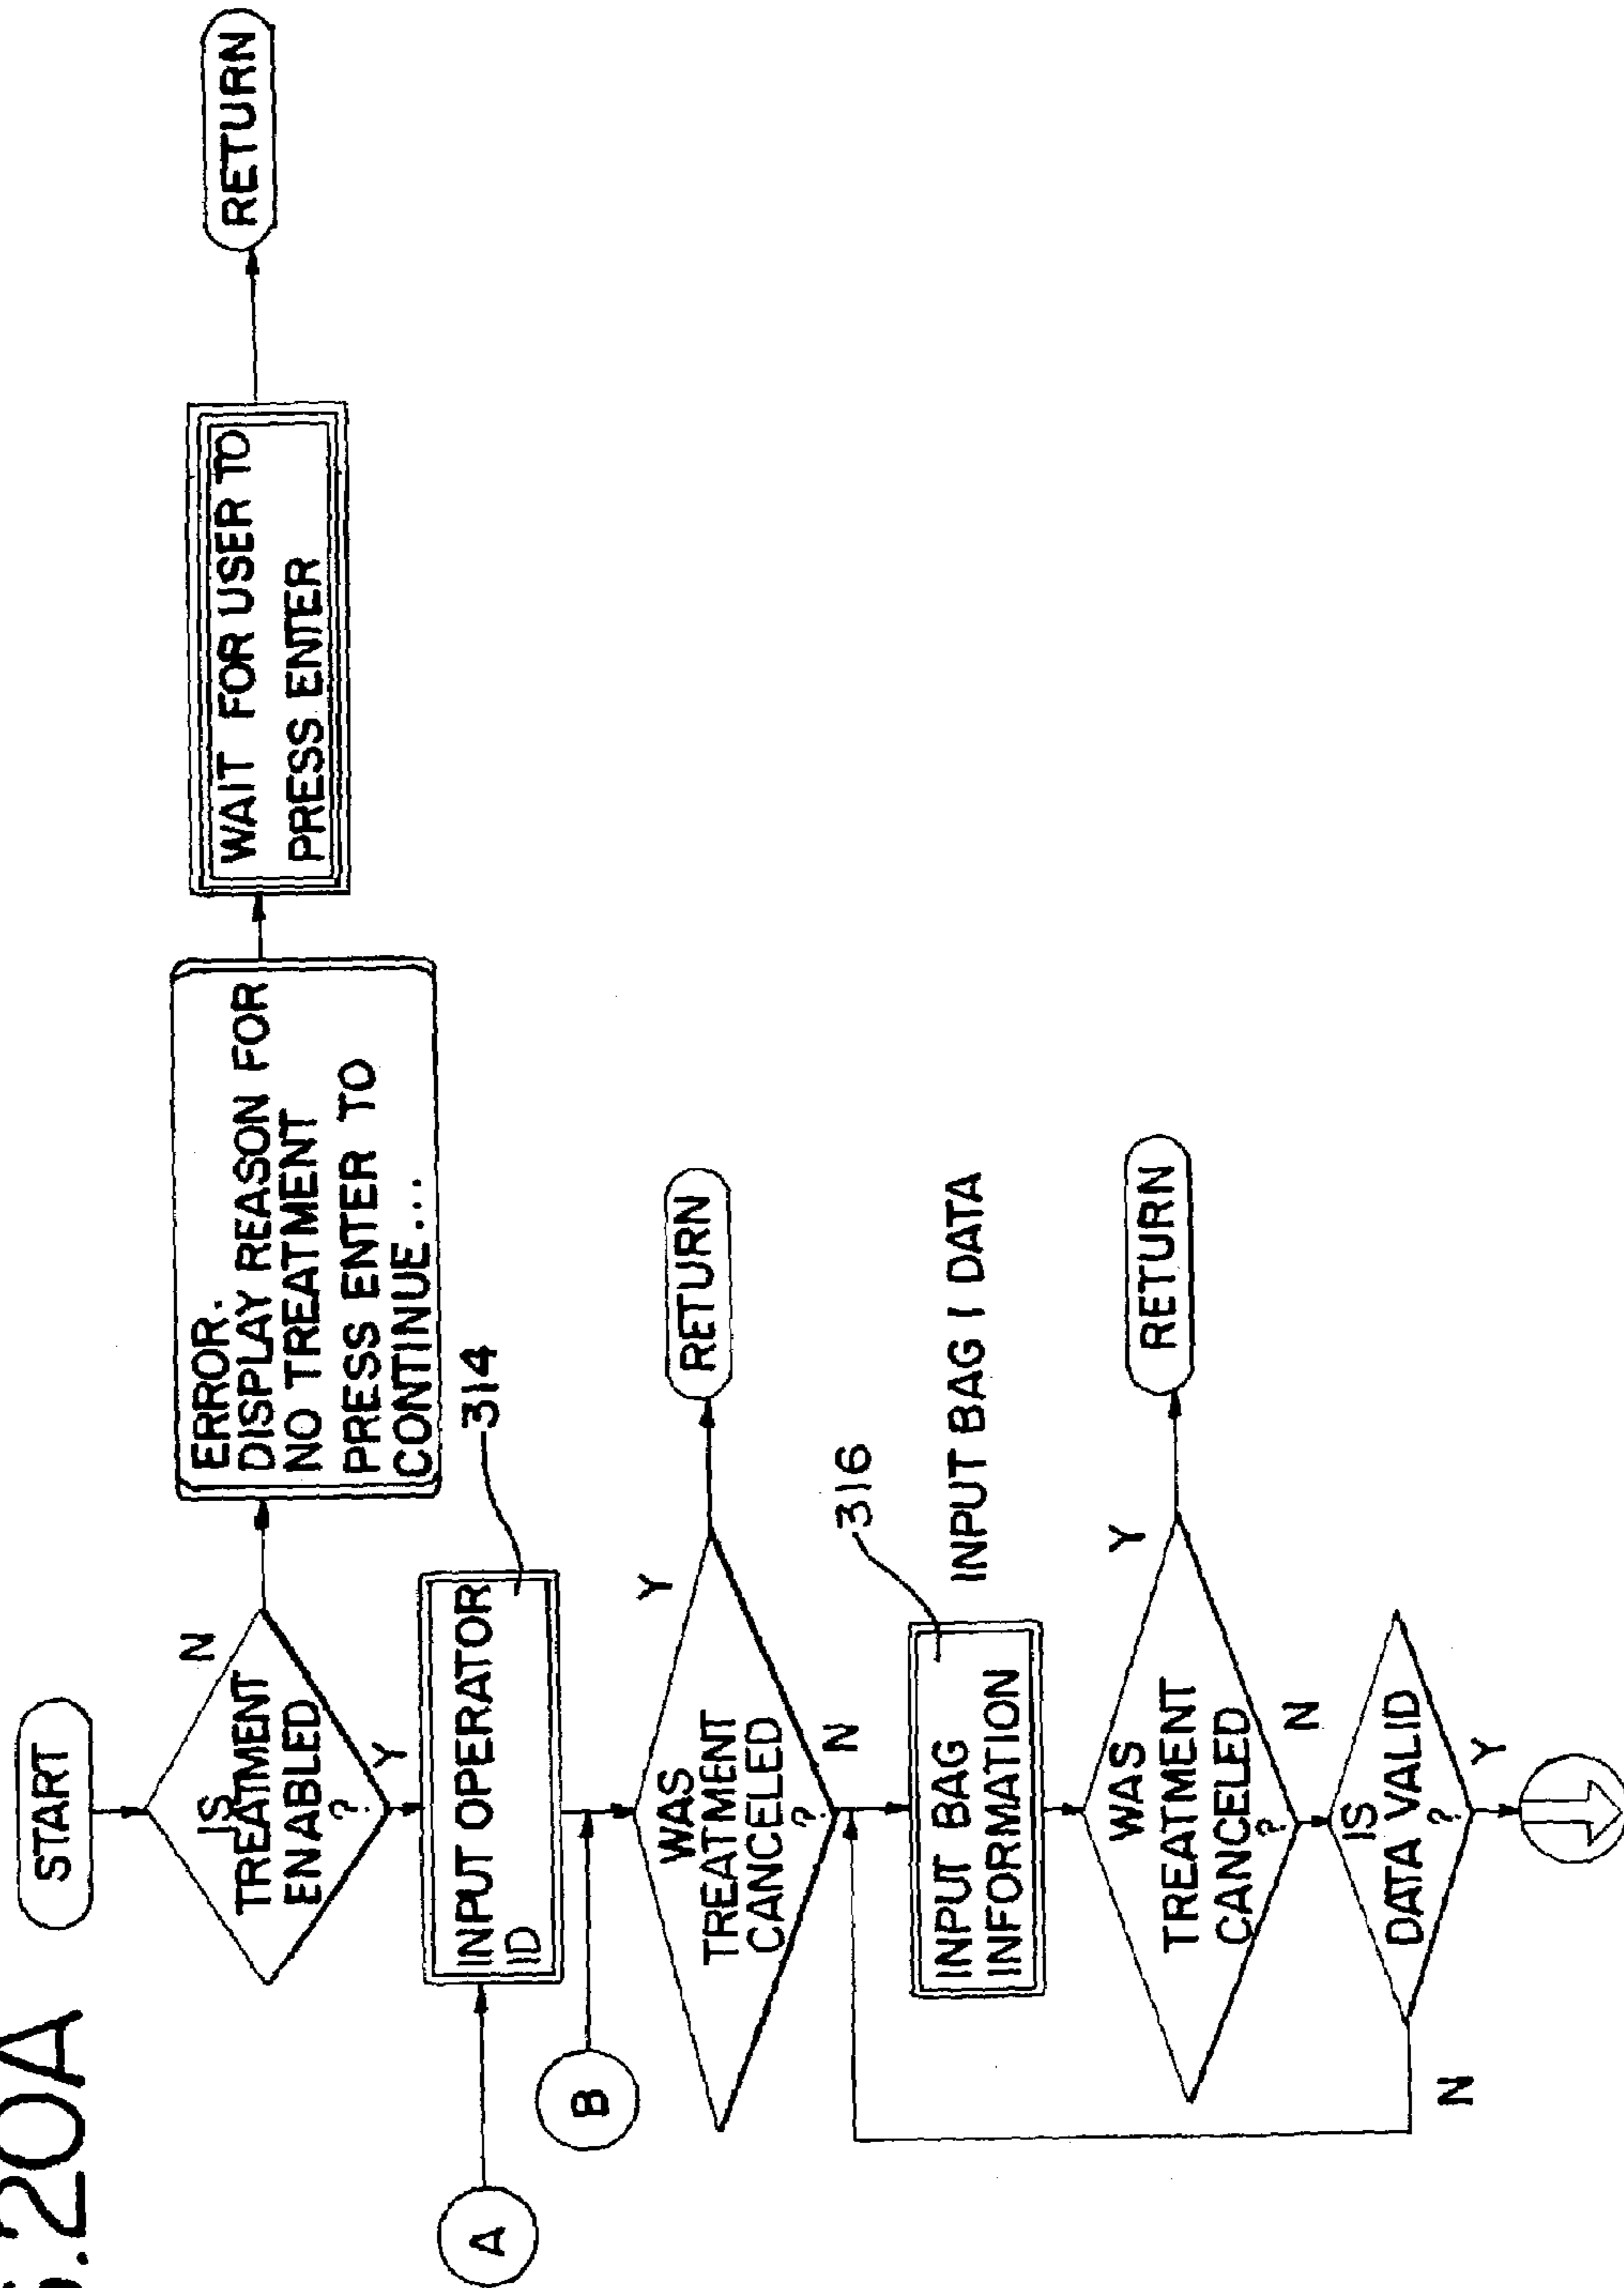 .20A
START
IS
TREATMENT
ENABLED
?
N
Y
ERROR.
DISPLAY REASON FOR
NO TREATMENT
PRESS ENTER TO
CONTINUE...
WAIT FOR USER TO
PRESS ENTER
RETURN
A
INPUT OPERATOR
ID
314
B
WAS
TREATMENT
CANCELED
?
Y
N
RETURN
316
INPUT BAG
INFORMATION
INPUT BAG 1 DATA
WAS
TREATMENT
CANCELED
?
Y
N
RETURN
IS
DATA VALID
?
N
Y